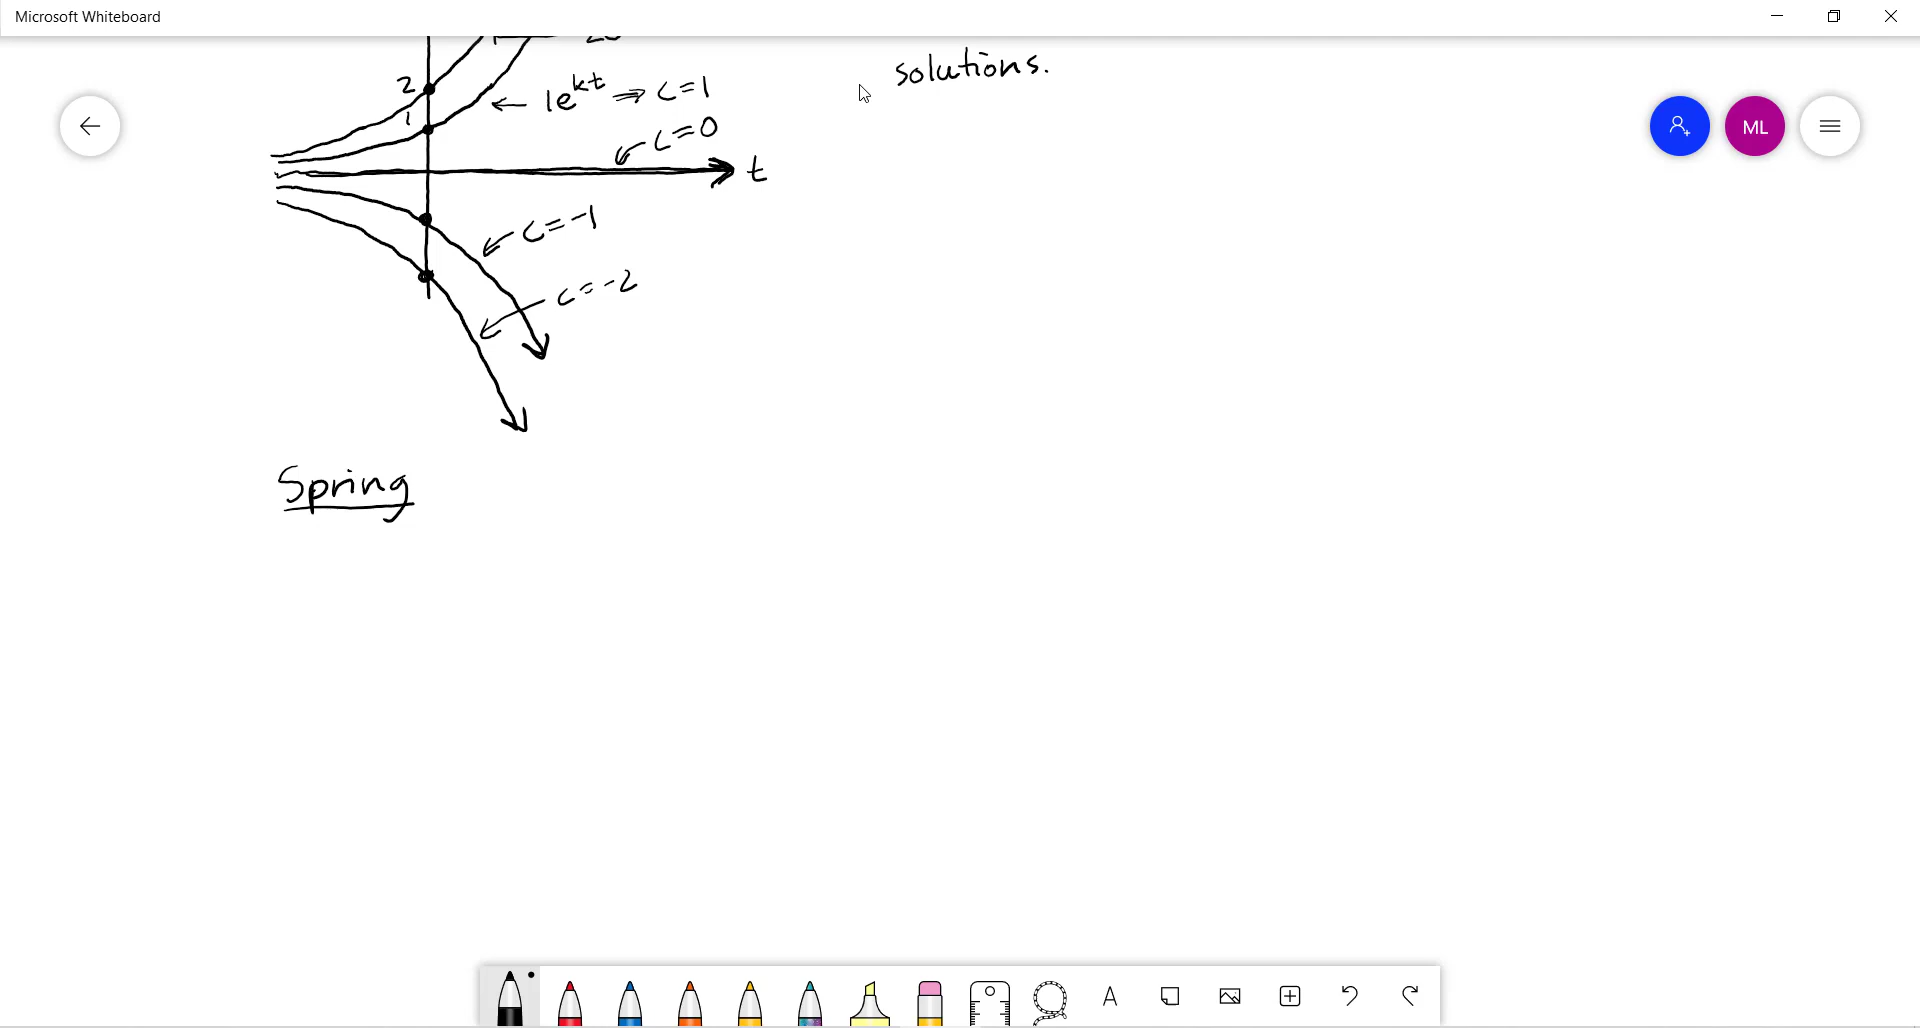 Microsoft Whiteboard
solutions.
2
1e^{kt} ⇒ c=1
1
c=0
t
c=-1
c=-2
Spring
ML
A